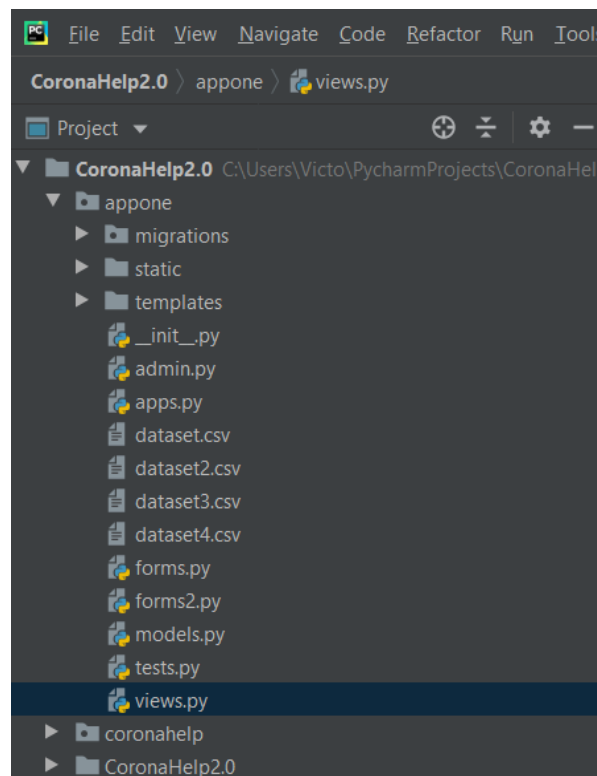 PC File Edit View Navigate Code Refactor Run Tool
CoronaHelp2.0 〉 appone 〉 views.py
Project
CoronaHelp2.0 C:\Users\Victo\PycharmProjects\CoronaHel
appone
migrations
static
templates
__init__.py
admin.py
apps.py
dataset.csv
dataset2.csv
dataset3.csv
dataset4.csv
forms.py
forms2.py
models.py
tests.py
views.py
coronahelp
CoronaHelp2.0